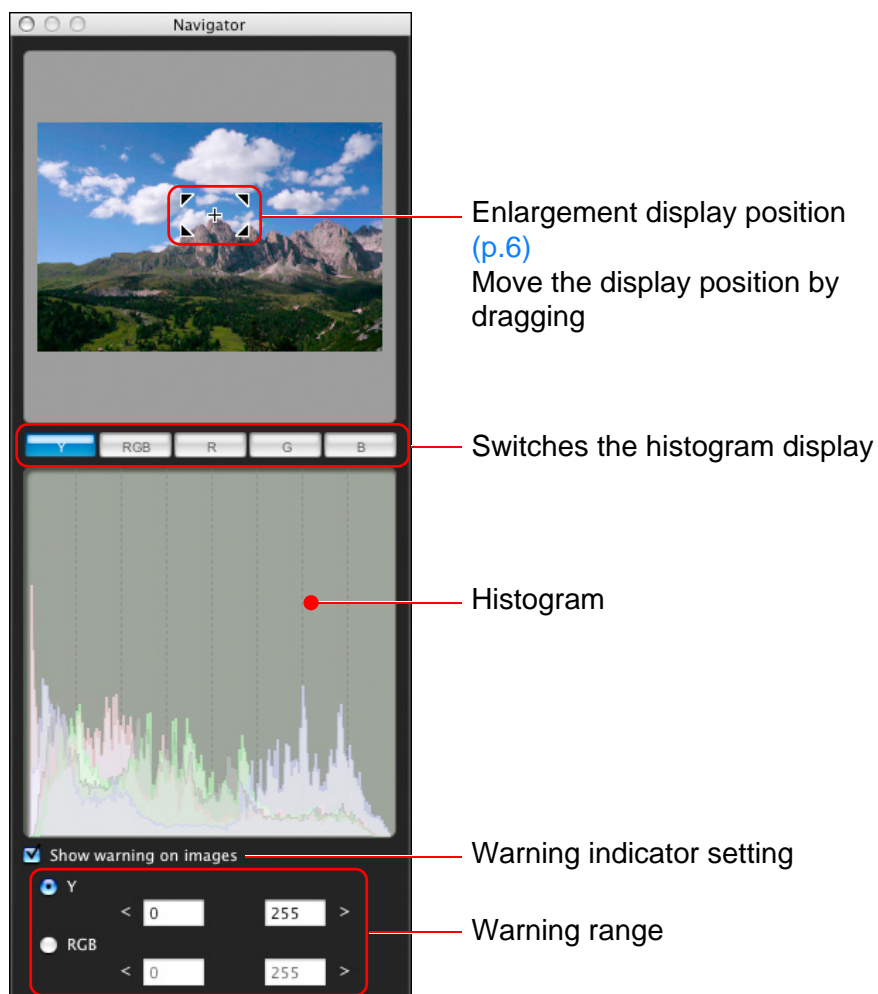 Navigator
Enlargement display position
(p.6)
Move the display position by
dragging
Y RGB R G B
Switches the histogram display
Histogram
Show warning on images
Warning indicator setting
Y
< 0 255 >
Warning range
RGB
< 0 255 >